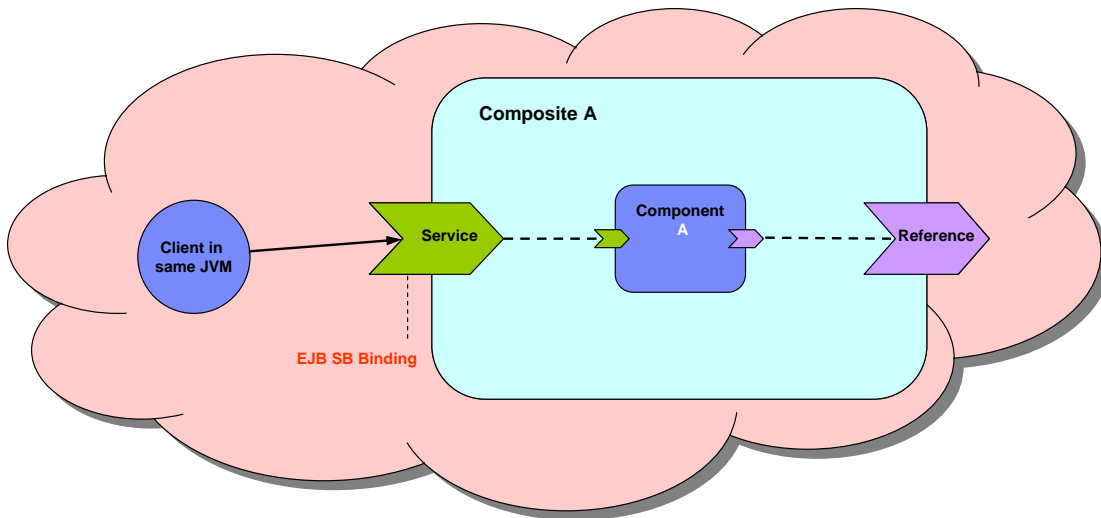 Composite A
Client in
same JVM
Service
Component
A
Reference
EJB SB Binding